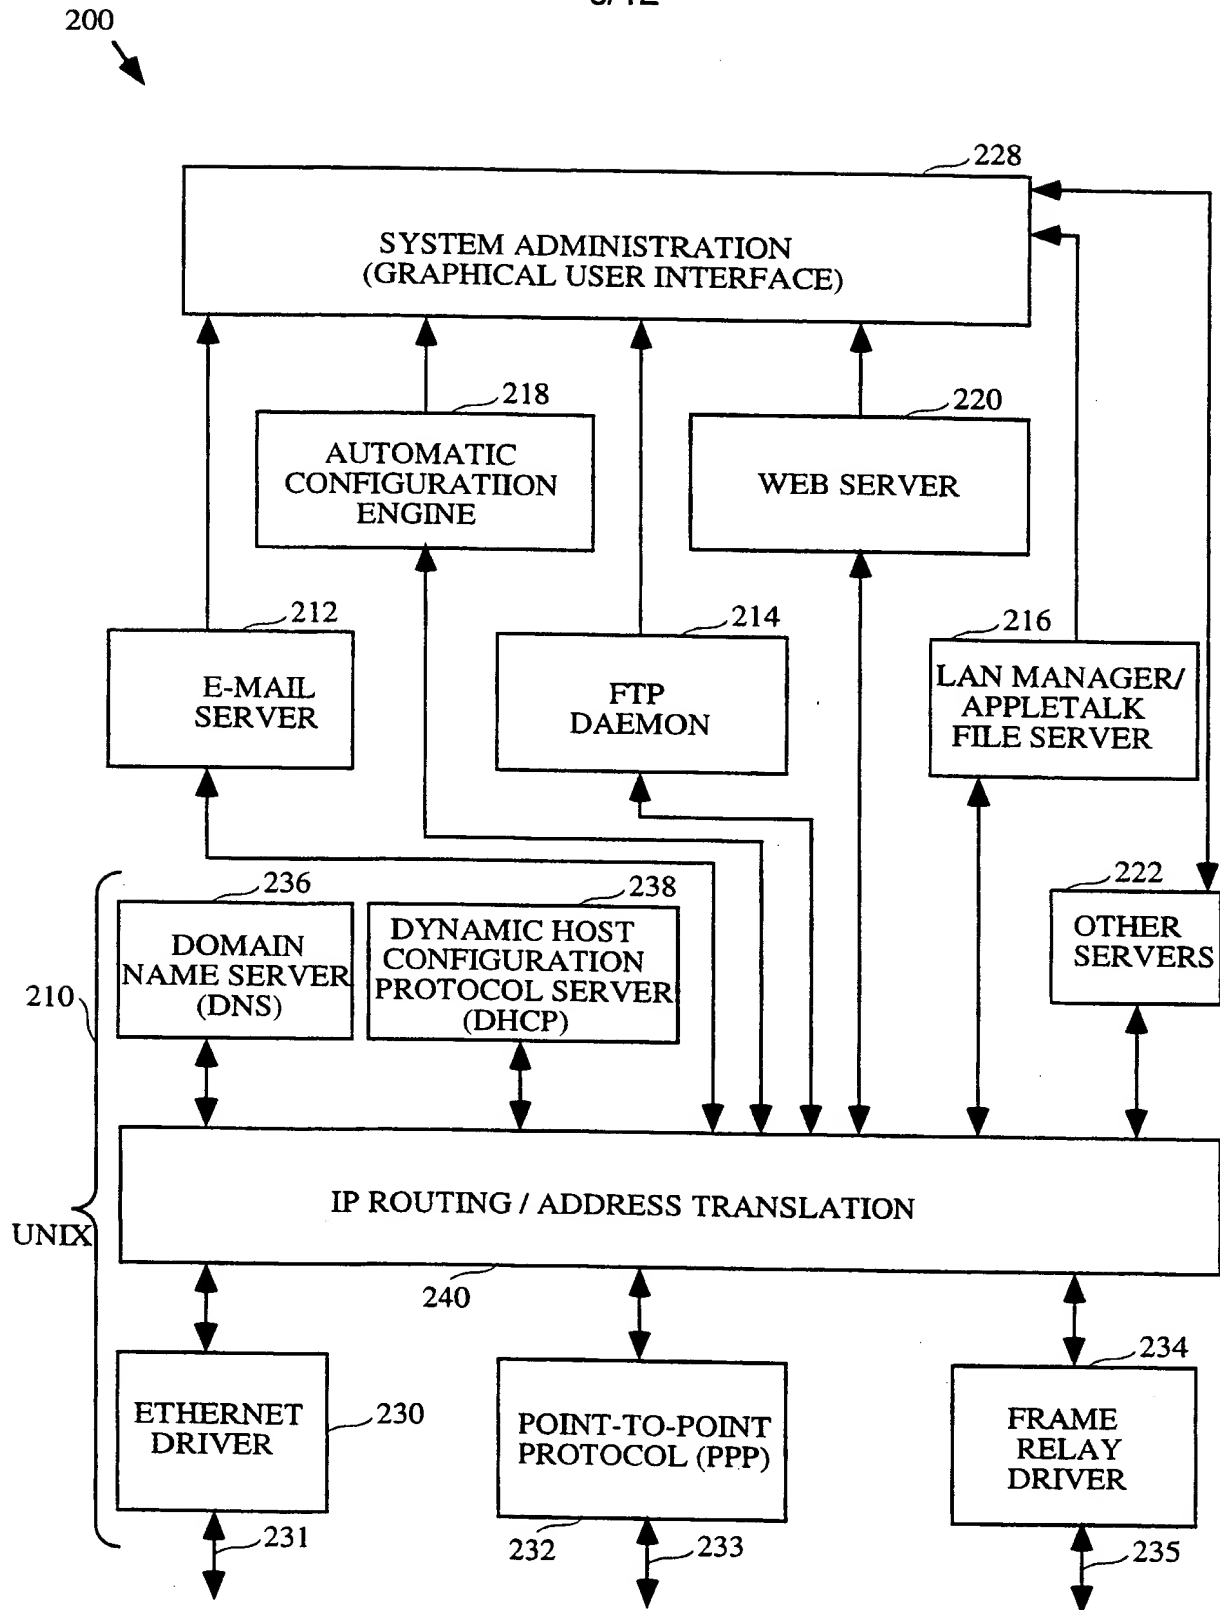 200
228
SYSTEM ADMINISTRATION
(GRAPHICAL USER INTERFACE)
218
AUTOMATIC
CONFIGURATIION
ENGINE
220
WEB SERVER
212
E-MAIL
SERVER
214
FTP
DAEMON
216
LAN MANAGER/
APPLETALK
FILE SERVER
236
DOMAIN
NAME SERVER
(DNS)
238
DYNAMIC HOST
CONFIGURATION
PROTOCOL SERVER
(DHCP)
222
OTHER
SERVERS
210
UNIX
IP ROUTING / ADDRESS TRANSLATION
240
ETHERNET
DRIVER
230
231
POINT-TO-POINT
PROTOCOL (PPP)
232
233
234
FRAME
RELAY
DRIVER
235